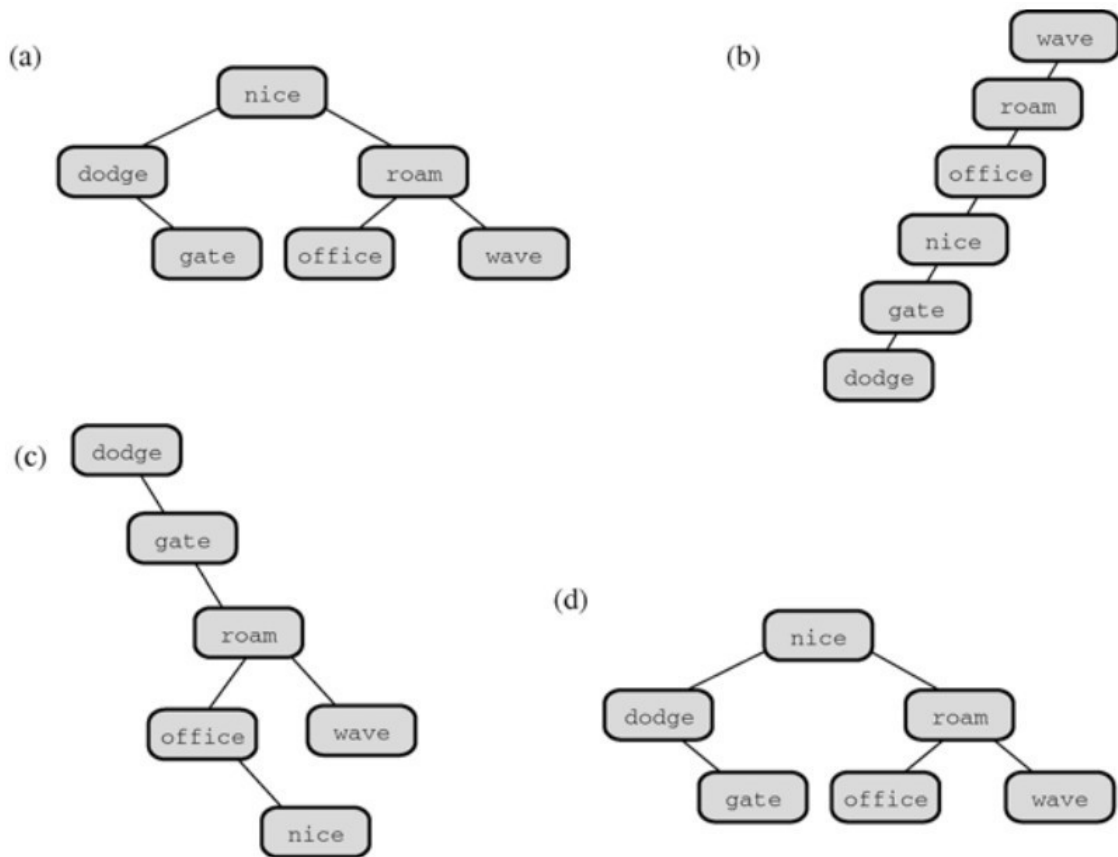 (a)
nice
dodge roam
gate office wave
(b)
wave
roam
office
nice
gate
dodge
(c)
dodge
gate
roam
office wave
nice
(d)
nice
dodge roam
gate office wave